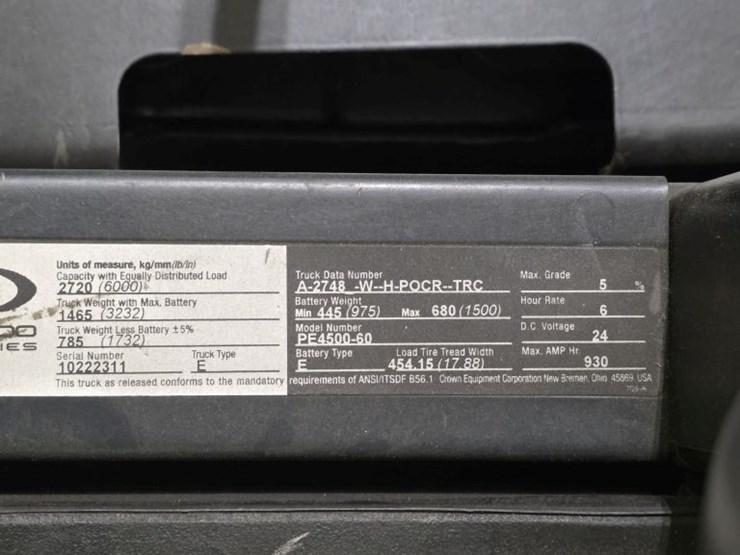 Units of measure, kg/mm(lb/in)
Capacity with Equally Distributed Load
2720 (6000)
Truck Weight with Max. Battery
1465 (3232)
Truck Weight Less Battery ±5%
785 (1732)
Serial Number Truck Type
10222311 E
Truck Data Number
A-2748 -W--H-POCR--TRC
Battery Weight
Min 445 (975) Max 680 (1500)
Model Number
PE4500-60
Battery Type Load Tire Tread Width
E 454.15 (17.88)
Max. Grade
5 %
Hour Rate
6
D.C. Voltage
24
Max. AMP Hr.
930
This truck as released conforms to the mandatory requirements of ANSI/ITSDF B56.1 Crown Equipment Corporation New Bremen, Ohio 45869 USA